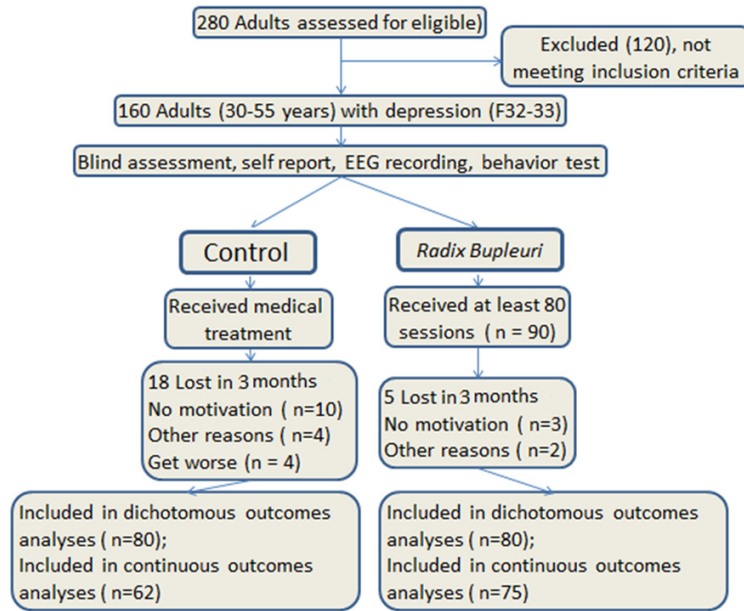 280 Adults assessed for eligible)
Excluded (120), not
meeting inclusion criteria
160 Adults (30-55 years) with depression (F32-33)
Blind assessment, self report, EEG recording, behavior test
Control
Radix Bupleuri
Received medical
treatment
Received at least 80
sessions ( n = 90)
18 Lost in 3 months
No motivation ( n=10)
Other reasons ( n=4)
Get worse (n = 4)
5 Lost in 3 months
No motivation ( n=3)
Other reasons ( n=2)
Included in dichotomous outcomes
analyses ( n=80);
Included in continuous outcomes
analyses ( n=62)
Included in dichotomous outcomes
analyses ( n=80);
Included in continuous outcomes
analyses ( n=75)